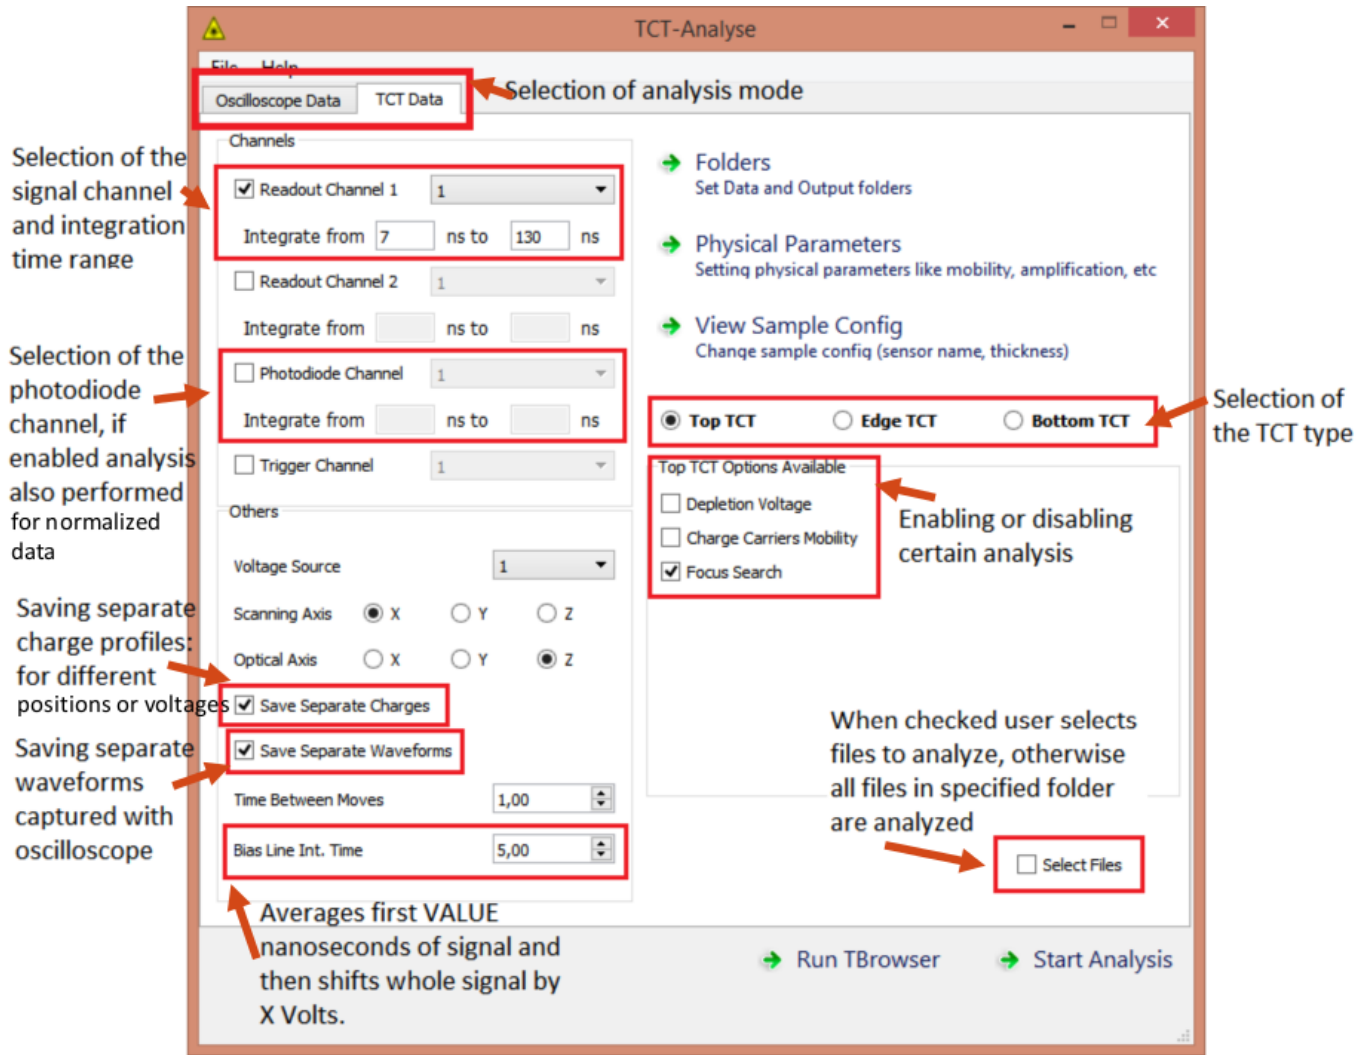 TCT-Analyse
File Help
Selection of analysis mode
Oscilloscope Data TCT Data
Channels
Selection of the
signal channel
and integration
time range
Readout Channel 1 1
Integrate from 7 ns to 130 ns
Readout Channel 2 1
Integrate from ns to ns
Selection of the
photodiode
channel, if
enabled analysis
also performed
for normalized
data
Photodiode Channel 1
Integrate from ns to ns
Trigger Channel 1
Folders
Set Data and Output folders
Physical Parameters
Setting physical parameters like mobility, amplification, etc
View Sample Config
Change sample config (sensor name, thickness)
Top TCT Edge TCT Bottom TCT
Selection of
the TCT type
Top TCT Options Available
Depletion Voltage
Charge Carriers Mobility
Focus Search
Enabling or disabling
certain analysis
Others
Voltage Source 1
Scanning Axis X Y Z
Optical Axis X Y Z
Saving separate
charge profiles:
for different
positions or voltages
Save Separate Charges
Saving separate
waveforms
captured with
oscilloscope
Save Separate Waveforms
Time Between Moves 1,00
Bias Line Int. Time 5,00
When checked user selects
files to analyze, otherwise
all files in specified folder
are analyzed
Select Files
Averages first VALUE
nanoseconds of signal and
then shifts whole signal by
X Volts.
Run TBrowser Start Analysis